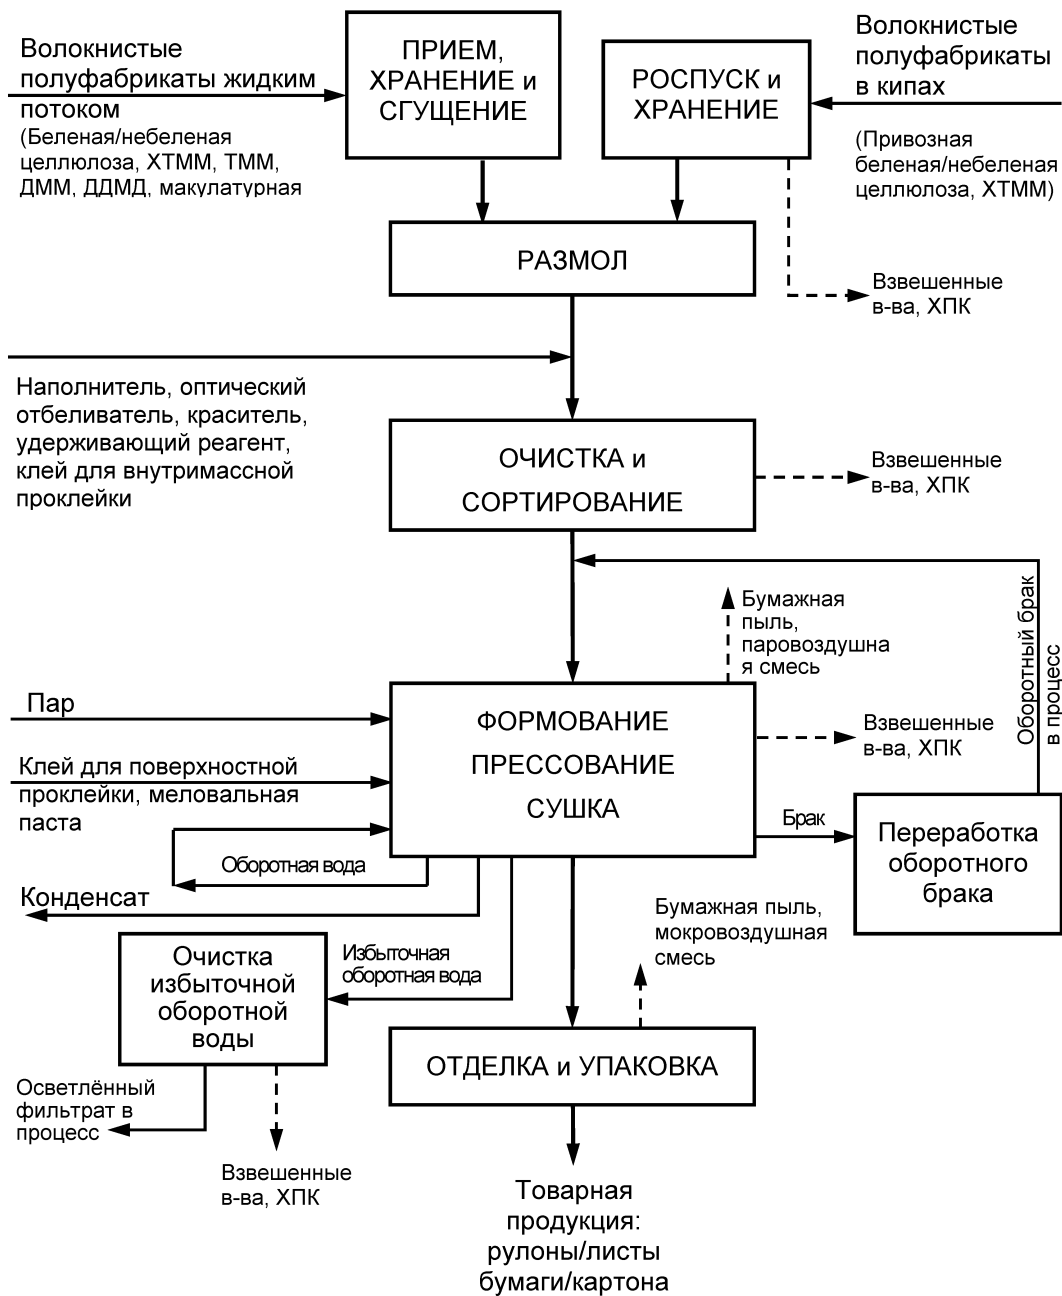 Волокнистые
полуфабрикаты жидким
потоком
(Беленая/небеленая
целлюлоза, ХТММ, ТММ,
ДММ, ДДМД, макулатурная
ПРИЕМ,
ХРАНЕНИЕ и
СГУЩЕНИЕ
РОСПУСК и
ХРАНЕНИЕ
Волокнистые
полуфабрикаты
в кипах
(Привозная
беленая/небеленая
целлюлоза, ХТММ)
РАЗМОЛ
Взвешенные
в-ва, ХПК
Наполнитель, оптический
отбеливатель, краситель,
удерживающий реагент,
клей для внутримассной
проклейки
ОЧИСТКА и
СОРТИРОВАНИЕ
Взвешенные
в-ва, ХПК
Бумажная
пыль,
паровоздушна
я смесь
Оборотный брак
в процесс
Пар
Клей для поверхностной
проклейки, меловальная
паста
ФОРМОВАНИЕ
ПРЕССОВАНИЕ
СУШКА
Взвешенные
в-ва, ХПК
Брак
Переработка
оборотного
брака
Оборотная вода
Конденсат
Избыточная
оборотная вода
Очистка
избыточной
оборотной
воды
Бумажная пыль,
мокровоздушная
смесь
ОТДЕЛКА и УПАКОВКА
Осветлённый
фильтрат в
процесс
Взвешенные
в-ва, ХПК
Товарная
продукция:
рулоны/листы
бумаги/картона